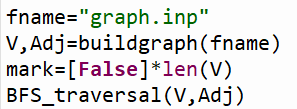 fname="graph.inp"
V,Adj=buildgraph(fname)
mark=[False]*len(V)
BFS_traversal(V,Adj)